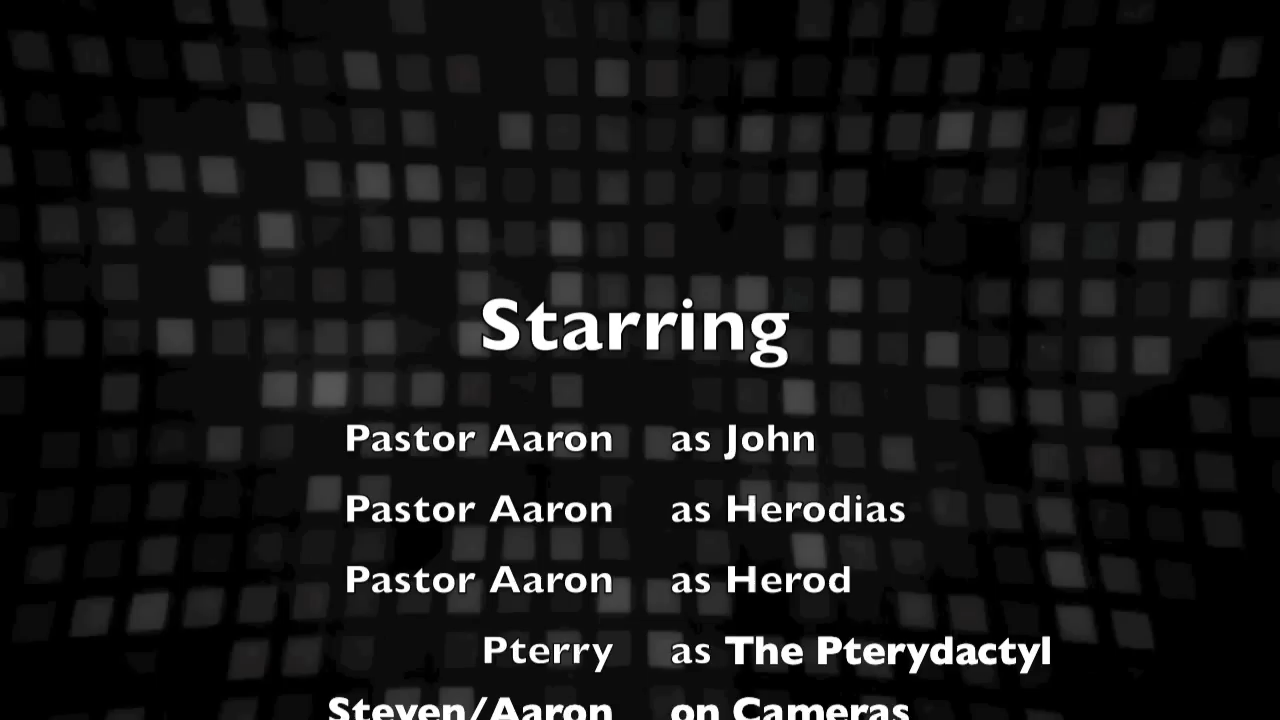 Starring
Pastor Aaron as John
Pastor Aaron as Herodias
Pastor Aaron as Herod
Pterry as The Pterydactyl
Steven/Aaron on Cameras